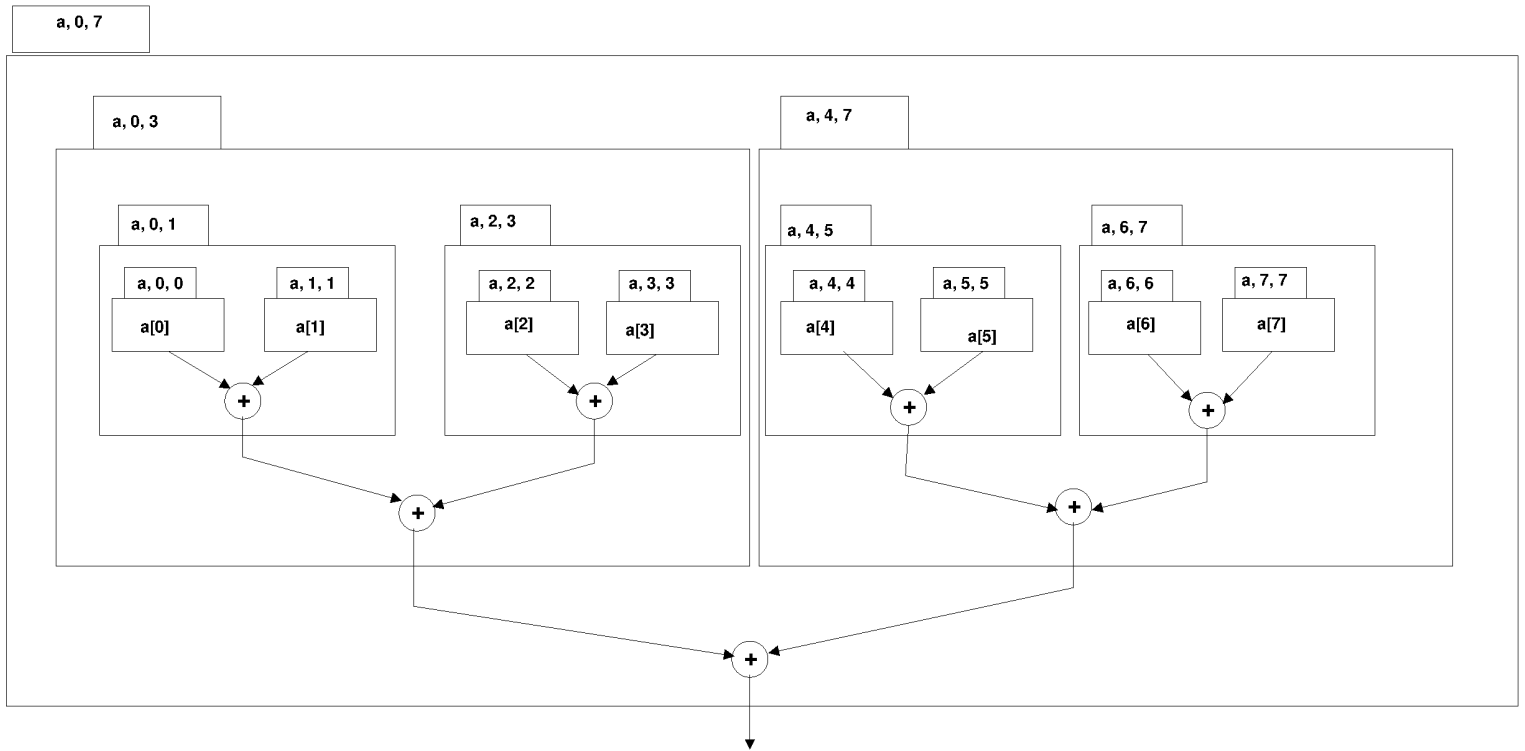 a, 0, 7
a, 0, 3
a, 4, 7
a, 0, 1
a, 2, 3
a, 4, 5
a, 6, 7
a, 0, 0
a, 1, 1
a, 2, 2
a, 3, 3
a, 4, 4
a, 5, 5
a, 6, 6
a, 7, 7
a[0]
a[1]
a[2]
a[3]
a[4]
a[5]
a[6]
a[7]
+
+
+
+
+
+
+